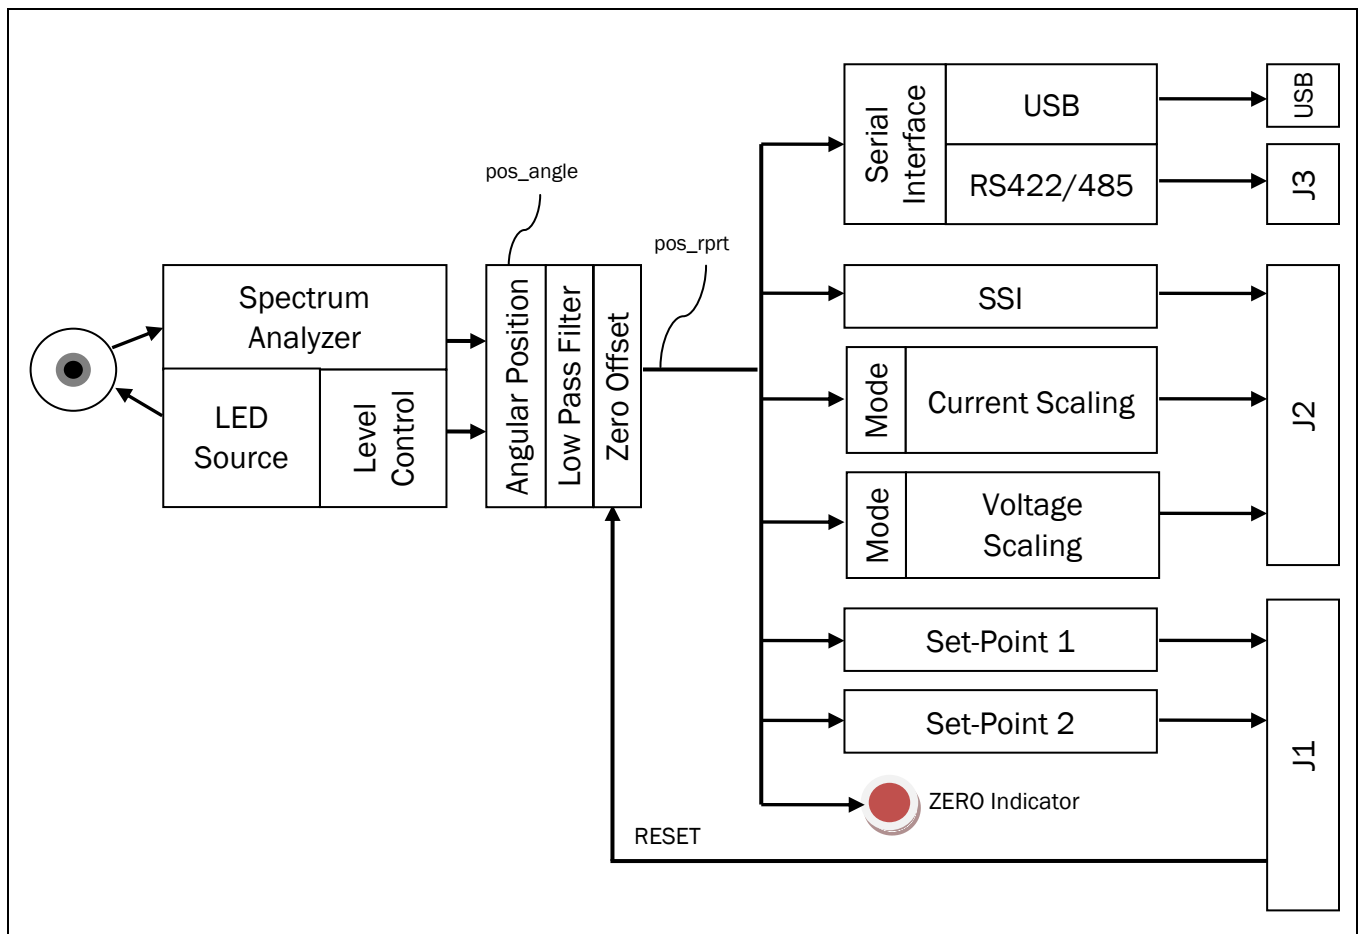 pos_angle
pos_rprt
Spectrum
Analyzer
LED
Source
Level
Control
Angular Position
Low Pass Filter
Zero Offset
Serial
Interface
USB
RS422/485
USB
J3
SSI
Mode
Current Scaling
Mode
Voltage
Scaling
J2
Set-Point 1
Set-Point 2
J1
ZERO Indicator
RESET